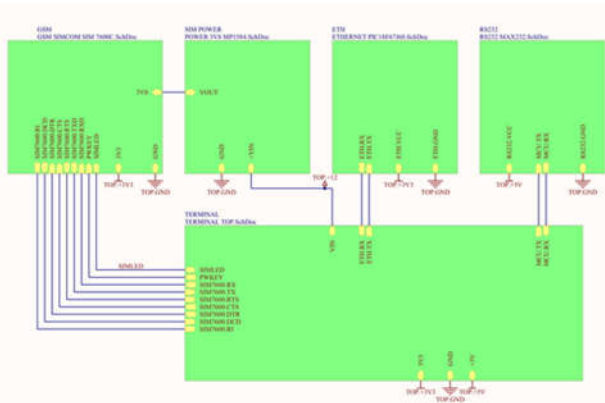 GSM
GSM SIMCOM SIM 7600C.SchDoc
SIM POWER
POWER 3V8 MP1584.SchDoc
ETH
ETHERNET PIC18F67J60.SchDoc
RS232
RS232 MAX232.SchDoc
3V8
VOUT
SIM7600.RI
SIM7600.DCD
SIM7600.DTR
SIM7600.CTS
SIM7600.RTS
SIM7600.TXD
SIM7600.RXD
PWKEY
SIMLED
3V3
GND
GND
+VIN
ETH.RX
ETH.TX
ETH.VCC
ETH.GND
RS232.VCC
MCU.TX
MCU.RX
RS232.GND
TOP.+3V3
TOP.GND
TOP.GND
TOP.+12
TOP.+3V3
TOP.GND
TOP.+5V
TOP.GND
TERMINAL
TERMINAL TOP.SchDoc
VIN
ETH.RX
ETH.TX
MCU.TX
MCU.RX
SIMLED
SIMLED
PWKEY
SIM7600.RX
SIM7600.TX
SIM7600.RTS
SIM7600.CTS
SIM7600.DTR
SIM7600.DCD
SIM7600.RI
3V3
GND
+5V
TOP.+3V3
TOP.GND
TOP.+5V